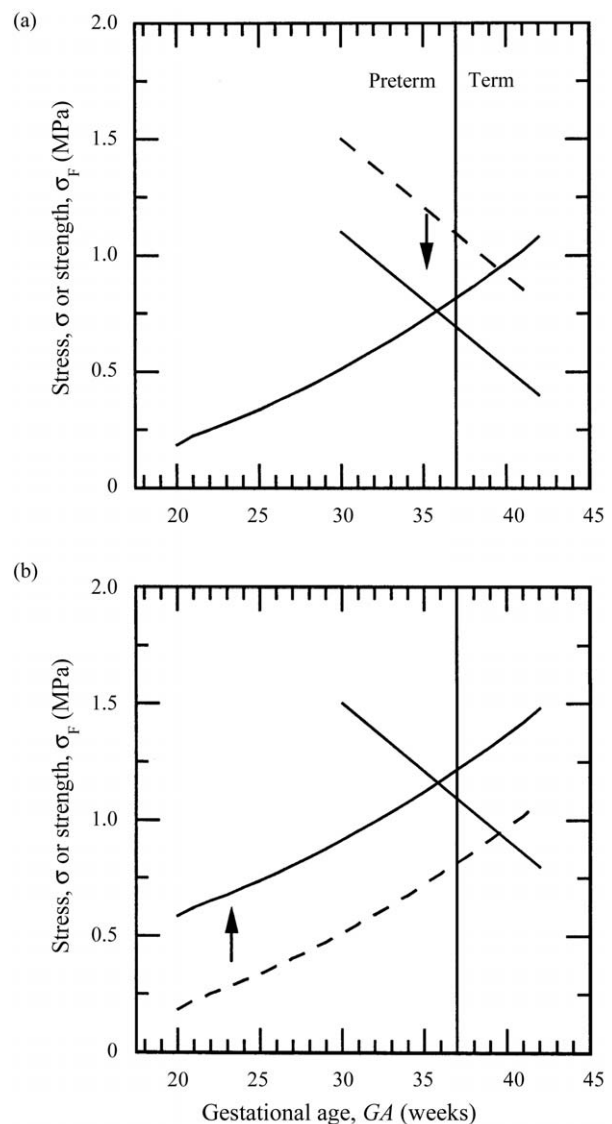 (a)
2.0
Preterm Term
1.5
1.0
0.5
0
20 25 30 35 40 45
Stress, σ or strength, σF (MPa)
(b)
2.0
1.5
1.0
0.5
0
20 25 30 35 40 45
Stress, σ or strength, σF (MPa)
Gestational age, GA (weeks)